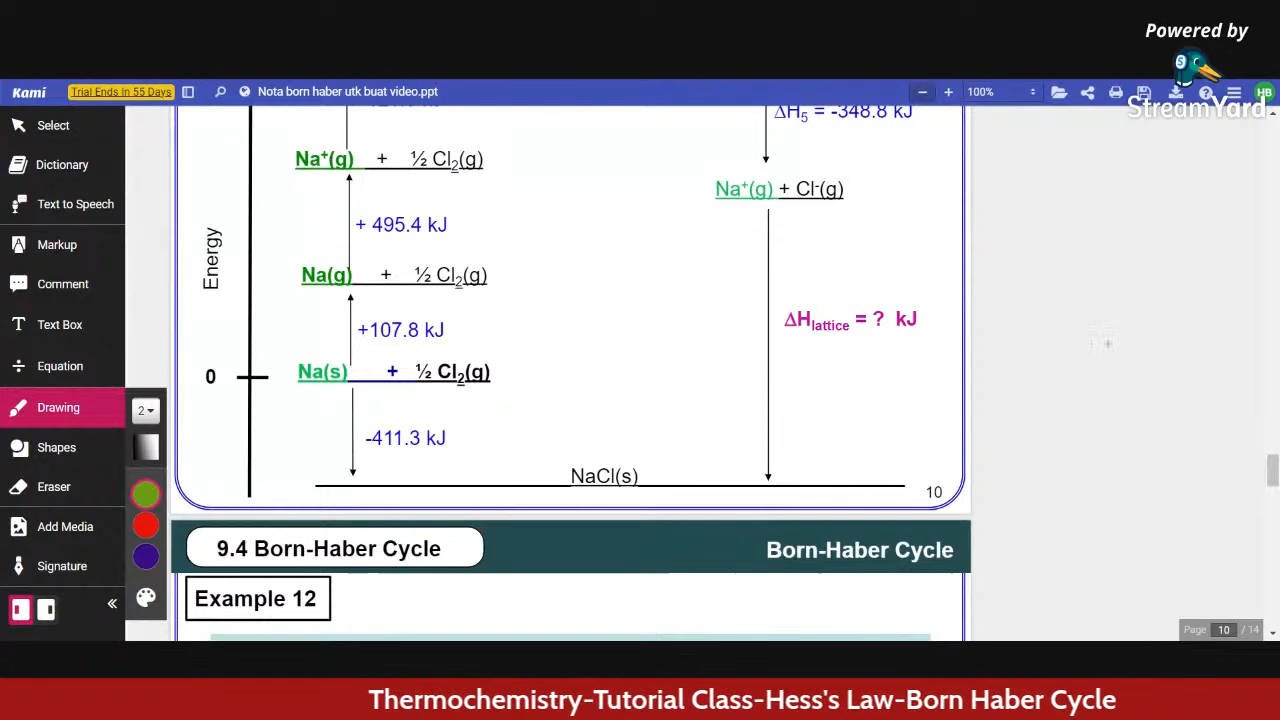 Powered by
StreamYard
Kami
Trial Ends In 55 Days
Nota born haber utk buat video.ppt
100%
HB
Select
Dictionary
Text to Speech
Markup
Comment
Text Box
Equation
Drawing
Shapes
Eraser
Add Media
Signature
2
ΔH5 = -348.8 kJ
Na+(g) + ½ Cl2(g)
Na+(g) + Cl-(g)
+ 495.4 kJ
Energy
Na(g) + ½ Cl2(g)
ΔHlattice = ? kJ
+107.8 kJ
0
Na(s) + ½ Cl2(g)
-411.3 kJ
NaCl(s)
10
9.4 Born-Haber Cycle
Born-Haber Cycle
Example 12
Page 10 / 14
Thermochemistry-Tutorial Class-Hess's Law-Born Haber Cycle